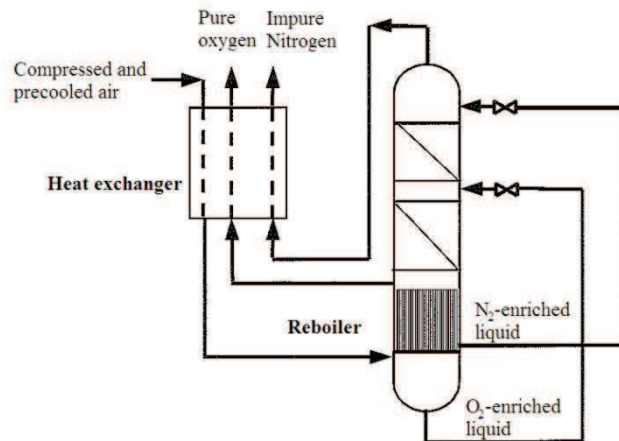 Pure
oxygen
Impure
Nitrogen
Compressed and
precooled air
Heat exchanger
Reboiler
N₂-enriched
liquid
O₂-enriched
liquid